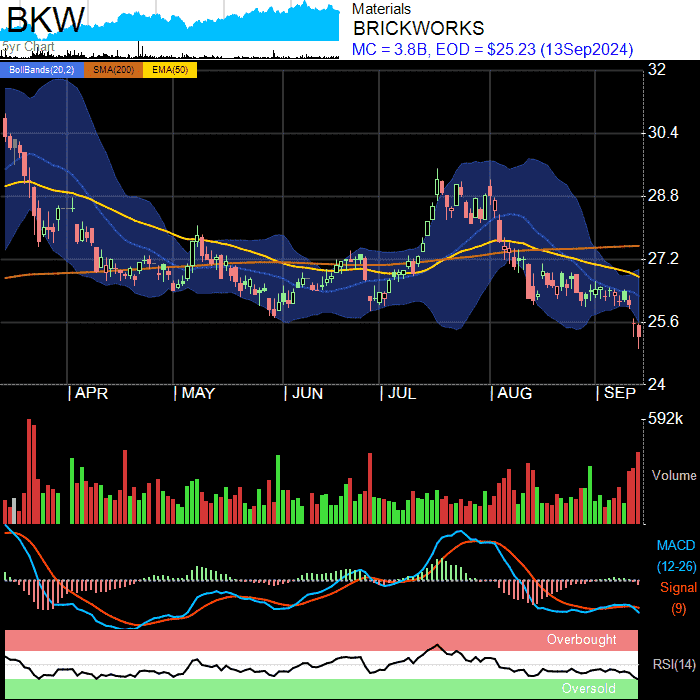 BKW
5yr Chart
Materials
BRICKWORKS
MC = 3.8B, EOD = $25.23 (13Sep2024)
BollBands(20,2) SMA(200) EMA(50)
32
30.4
28.8
27.2
25.6
24
APR MAY JUN JUL AUG SEP
592k
Volume
MACD
(12-26)
Signal
(9)
Overbought
RSI(14)
Oversold